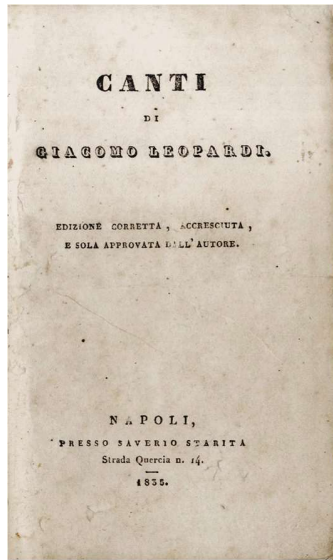 CANTI
DI
GIACOMO LEOPARDI.
EDIZIONE CORRETTA, ACCRESCIUTA,
E SOLA APPROVATA DALL'AUTORE.
NAPOLI,
PRESSO SAVERIO STARITA
Strada Quercia n. 14.
1835.